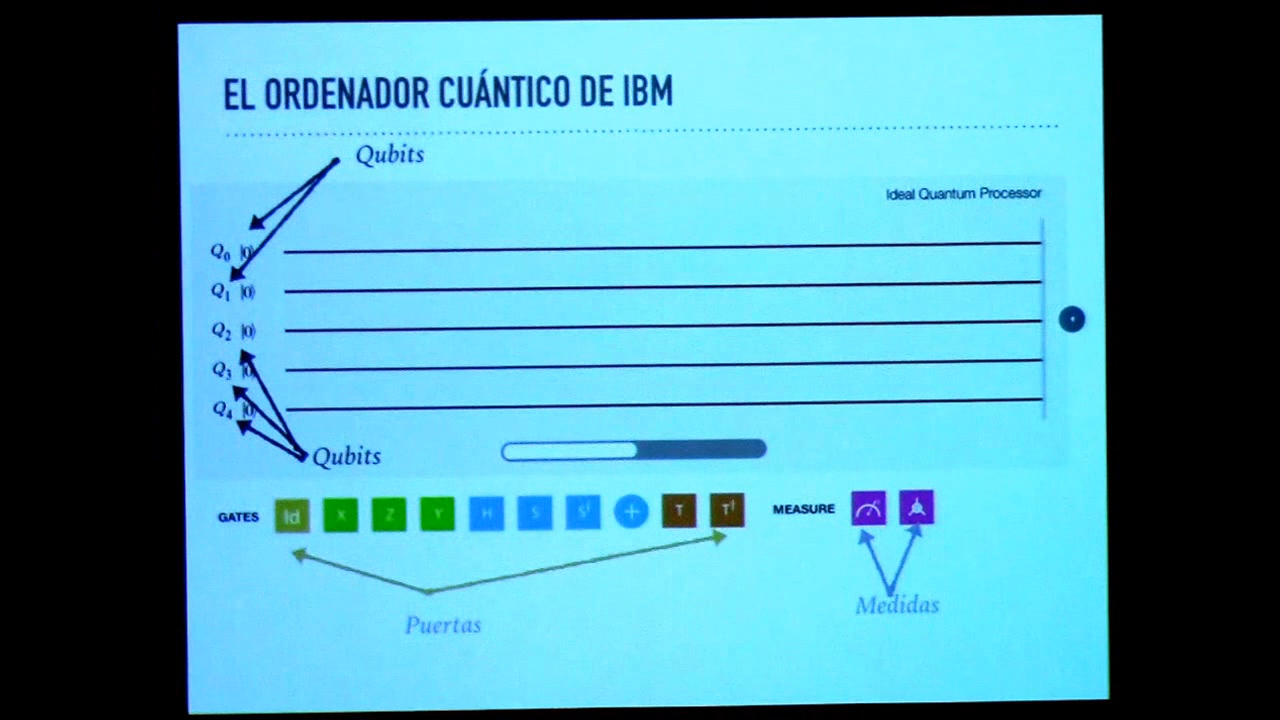 EL ORDENADOR CUÁNTICO DE IBM
Qubits
Ideal Quantum Processor
Q0 |0⟩
Q1 |0⟩
Q2 |0⟩
Q3 |0⟩
Q4 |0⟩
Qubits
GATES Id X Z Y H S S† + T T† MEASURE
Puertas
Medidas